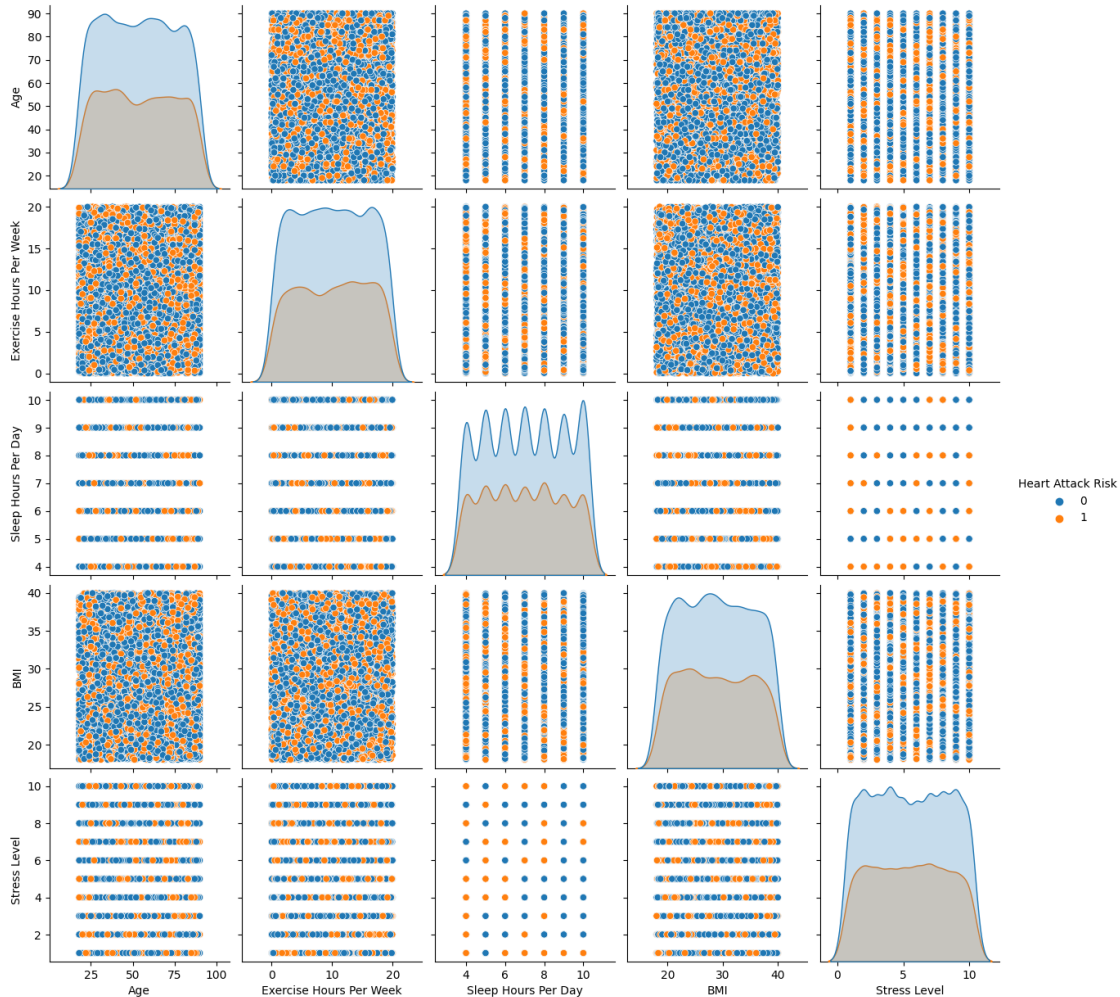 90
80
70
60
50
40
30
20
Age
20
15
10
5
0
Exercise Hours Per Week
10
9
8
7
6
5
4
Sleep Hours Per Day
Heart Attack Risk
0
1
40
35
30
25
20
BMI
10
8
6
4
2
Stress Level
25 50 75 100
Age
0 10 20
Exercise Hours Per Week
4 6 8 10
Sleep Hours Per Day
20 30 40
BMI
0 5 10
Stress Level